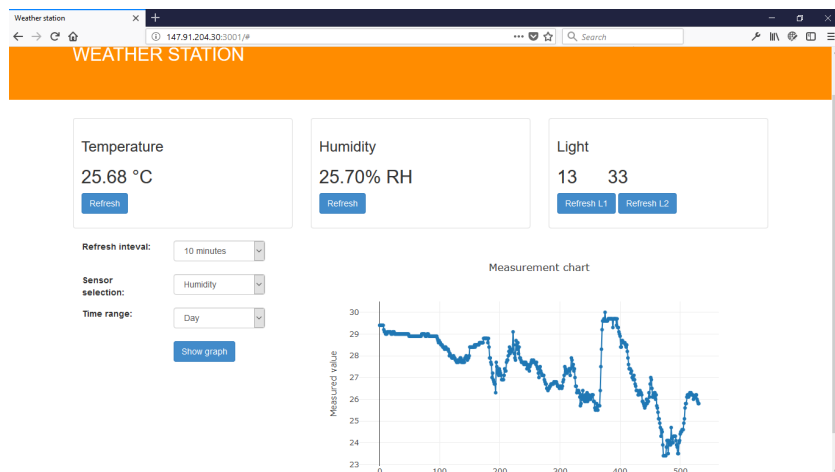 Weather station
147.91.204.30:3001/#
Search
WEATHER STATION
Temperature
25.68 °C
Refresh
Humidity
25.70% RH
Refresh
Light
13 33
Refresh L1 Refresh L2
Refresh inteval:
10 minutes
Sensor
selection:
Humidity
Time range:
Day
Show graph
Measurement chart
Measured value
30
29
28
27
26
25
24
23
0 100 200 300 400 500